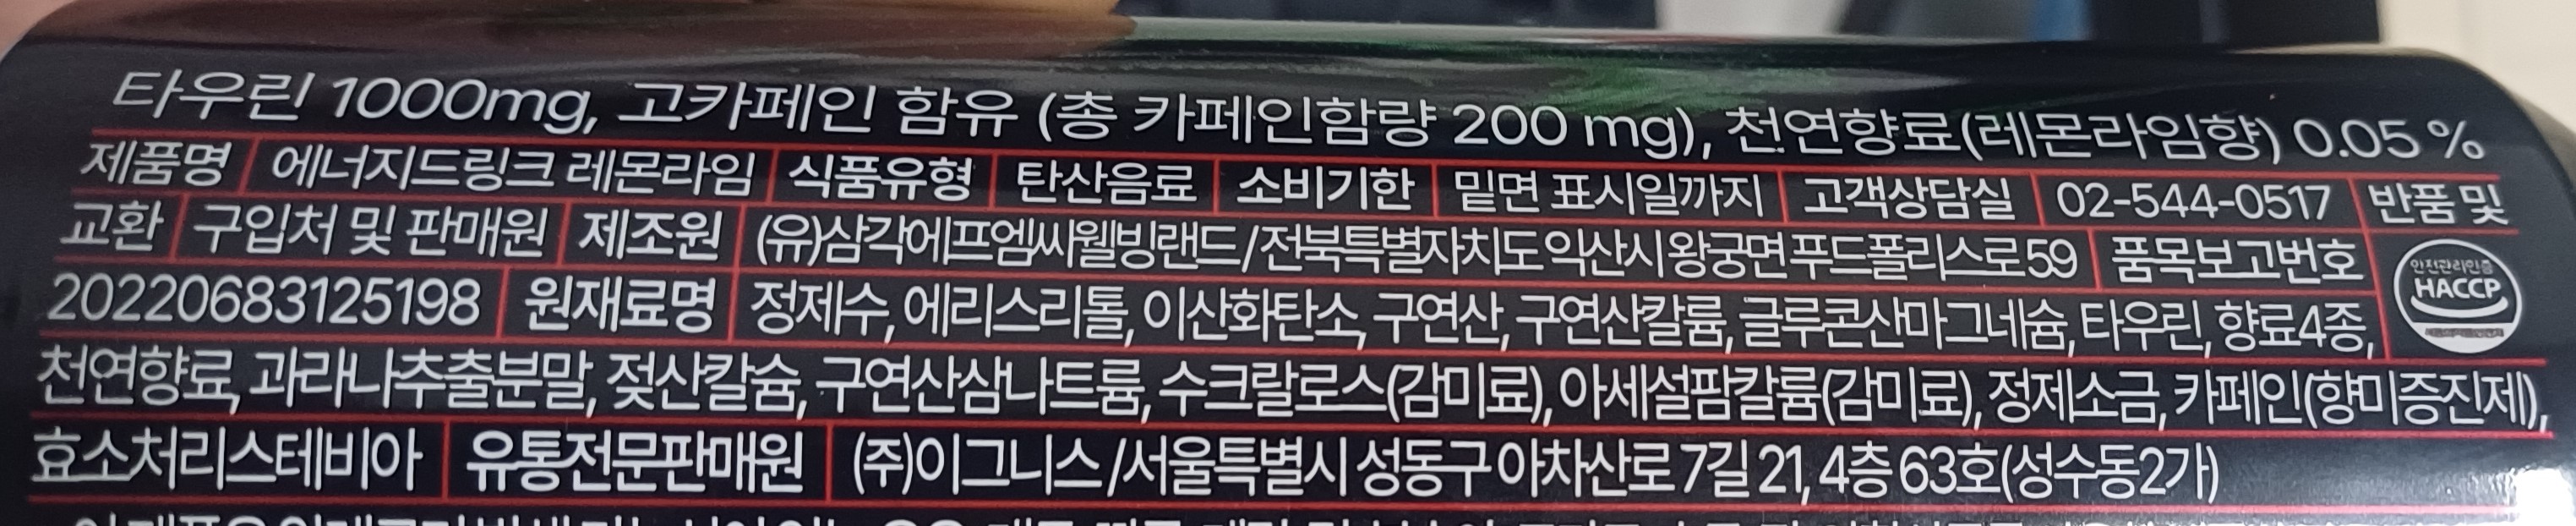 타우린 1000mg, 고카페인 함유 (총 카페인함량 200 mg), 천연향료(레몬라임향) 0.05 %
제품명 에너지드링크 레몬라임 식품유형 탄산음료 소비기한 밑면 표시일까지 고객상담실 02-544-0517 반품 및
교환 구입처 및 판매원 제조원 (유)삼각에프엠씨웰빙랜드/전북특별자치도 익산시 왕궁면 푸드폴리스로 59 품목보고번호
안전관리인증
HACCP
20220683125198 원재료명 정제수, 에리스리톨, 이산화탄소, 구연산, 구연산칼륨, 글루콘산마그네슘, 타우린, 향료4종,
천연향료, 과라나추출분말, 젖산칼슘, 구연산삼나트륨, 수크랄로스(감미료), 아세설팜칼륨(감미료), 정제소금, 카페인(향미증진제),
효소처리스테비아 유통전문판매원 (주)이그니스/서울특별시 성동구 아차산로 7길 21, 4층 63호(성수동2가)